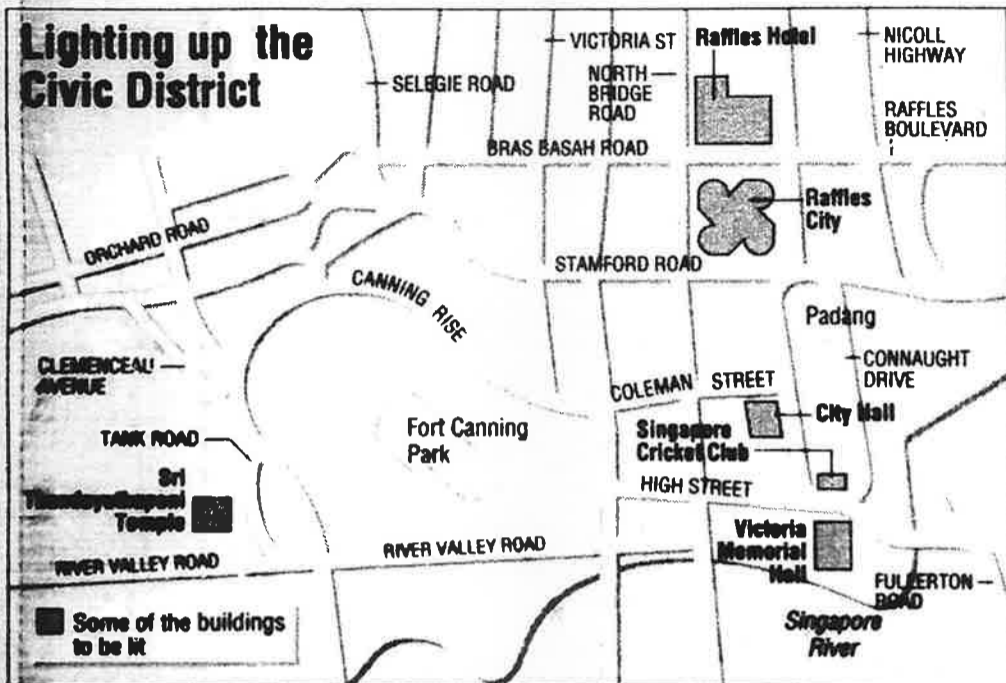 Lighting up the
Civic District
VICTORIA ST
Raffles Hotel
NICOLL
HIGHWAY
SELEGIE ROAD
NORTH
BRIDGE
ROAD
RAFFLES
BOULEVARD
BRAS BASAH ROAD
Raffles
City
ORCHARD ROAD
STAMFORD ROAD
CANNING RISE
Padang
CLEMENCEAU
AVENUE
CONNAUGHT
DRIVE
COLEMAN STREET
City Hall
TANK ROAD
Fort Canning
Park
Singapore
Cricket Club
Sri
Temple
HIGH STREET
Victoria
Memorial
Hall
RIVER VALLEY ROAD
RIVER VALLEY ROAD
FULLERTON
ROAD
Some of the buildings
to be lit
Singapore
River